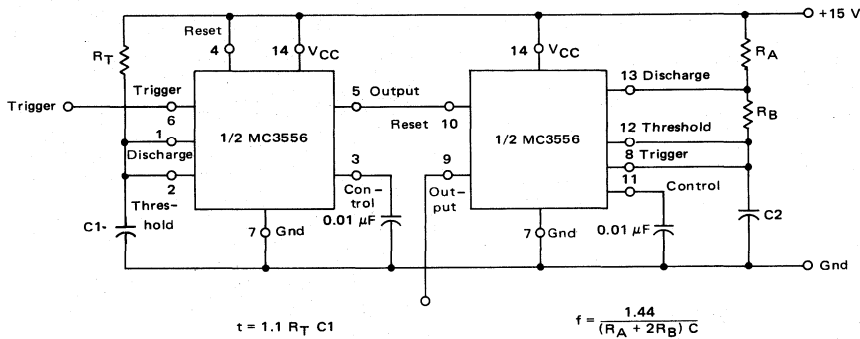 +15 V
Reset
4
14 VCC
14 VCC
RT
RA
13 Discharge
Trigger
Trigger
6
5 Output
Reset 10
RB
1/2 MC3556
1/2 MC3556
12 Threshold
1
Discharge
8 Trigger
3
9
11
2
Con-
trol
Out-
put
Control
Thres-
hold
C1
0.01 µF
0.01 µF
C2
7 Gnd
7 Gnd
Gnd
t = 1.1 RT C1
f = 1.44
(RA + 2RB) C